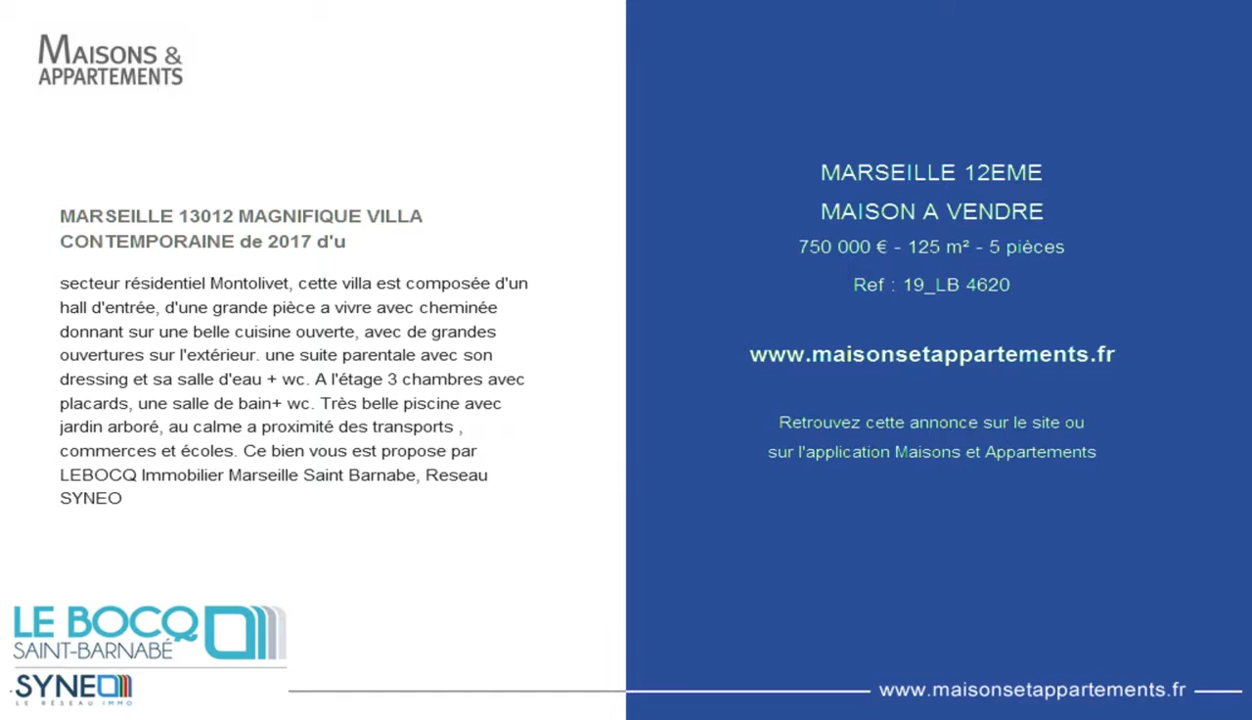 MAISONS &
APPARTEMENTS
MARSEILLE 13012 MAGNIFIQUE VILLA
CONTEMPORAINE de 2017 d'u
secteur résidentiel Montolivet, cette villa est composée d'un
hall d'entrée, d'une grande pièce a vivre avec cheminée
donnant sur une belle cuisine ouverte, avec de grandes
ouvertures sur l'extérieur. une suite parentale avec son
dressing et sa salle d'eau + wc. A l'étage 3 chambres avec
placards, une salle de bain+ wc. Très belle piscine avec
jardin arboré, au calme a proximité des transports ,
commerces et écoles. Ce bien vous est propose par
LEBOCQ Immobilier Marseille Saint Barnabe, Reseau
SYNEO
LE BOCQ
SAINT-BARNABÉ
SYNEO
LE RÉSEAU IMMO
MARSEILLE 12EME
MAISON A VENDRE
750 000 € - 125 m² - 5 pièces
Ref : 19_LB 4620
www.maisonsetappartements.fr
Retrouvez cette annonce sur le site ou
sur l'application Maisons et Appartements
www.maisonsetappartements.fr